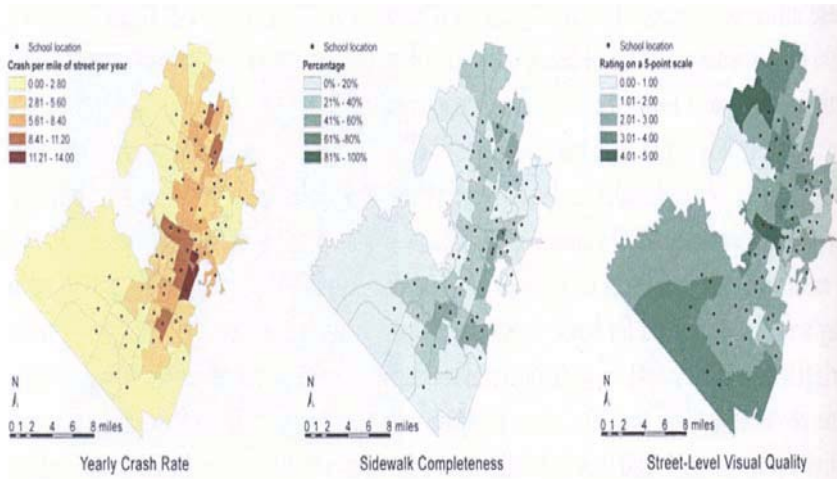 School location
Crash per mile of street per year
0.00 - 2.80
2.81 - 5.60
5.61 - 8.40
8.41 - 11.20
11.21 - 14.00
N
0 1 2 4 6 8 miles
Yearly Crash Rate
School location
Percentage
0% - 20%
21% - 40%
41% - 60%
61% -80%
81% - 100%
N
0 1 2 4 6 8 miles
Sidewalk Completeness
School location
Rating on a 5-point scale
0.00 - 1.00
1.01 - 2.00
2.01 - 3.00
3.01 - 4.00
4.01 - 5.00
N
0 1 2 4 6 8 miles
Street-Level Visual Quality